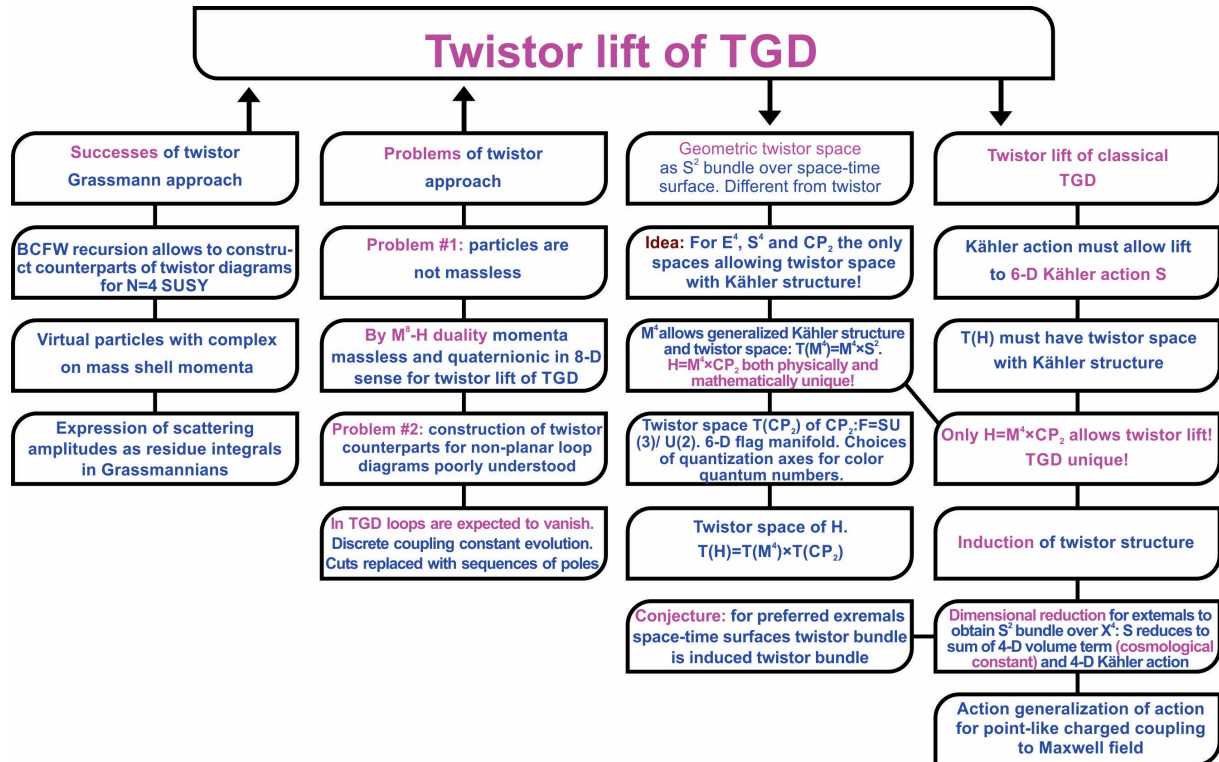 Twistor lift of TGD
Successes of twistor
Grassmann approach
BCFW recursion allows to constru-
ct counterparts of twistor diagrams
for N=4 SUSY
Virtual particles with complex
on mass shell momenta
Expression of scattering
amplitudes as residue integrals
in Grassmannians
Problems of twistor
approach
Problem #1: particles are
not massless
By M⁸-H duality momenta
massless and quaternionic in 8-D
sense for twistor lift of TGD
Problem #2: construction of twistor
counterparts for non-planar loop
diagrams poorly understood
In TGD loops are expected to vanish.
Discrete coupling constant evolution.
Cuts replaced with sequences of poles
Geometric twistor space
as S² bundle over space-time
surface. Different from twistor
Idea: For E⁴, S⁴ and CP₂ the only
spaces allowing twistor space
with Kähler structure!
M⁴ allows generalized Kähler structure
and twistor space: T(M⁴)=M⁴×S².
H=M⁴×CP₂ both physically and
mathematically unique!
Twistor space T(CP₂) of CP₂:F=SU
(3)/ U(2). 6-D flag manifold. Choices
of quantization axes for color
quantum numbers.
Twistor space of H.
T(H)=T(M⁴)×T(CP₂)
Conjecture: for preferred exremals
space-time surfaces twistor bundle
is induced twistor bundle
Twistor lift of classical
TGD
Kähler action must allow lift
to 6-D Kähler action S
T(H) must have twistor space
with Kähler structure
Only H=M⁴×CP₂ allows twistor lift!
TGD unique!
Induction of twistor structure
Dimensional reduction for externals to
obtain S² bundle over X⁴: S reduces to
sum of 4-D volume term (cosmological
constant) and 4-D Kähler action
Action generalization of action
for point-like charged coupling
to Maxwell field